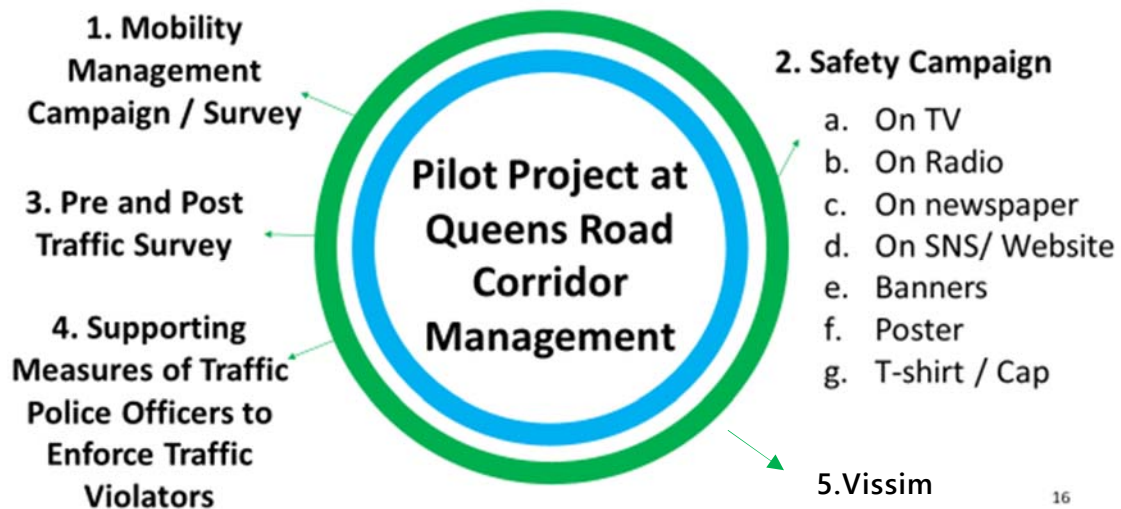 1. Mobility
Management
Campaign / Survey
Pilot Project at
Queens Road
Corridor
Management
2. Safety Campaign
a. On TV
b. On Radio
c. On newspaper
d. On SNS/ Website
e. Banners
f. Poster
g. T-shirt / Cap
3. Pre and Post
Traffic Survey
4. Supporting
Measures of Traffic
Police Officers to
Enforce Traffic
Violators
5.Vissim
16